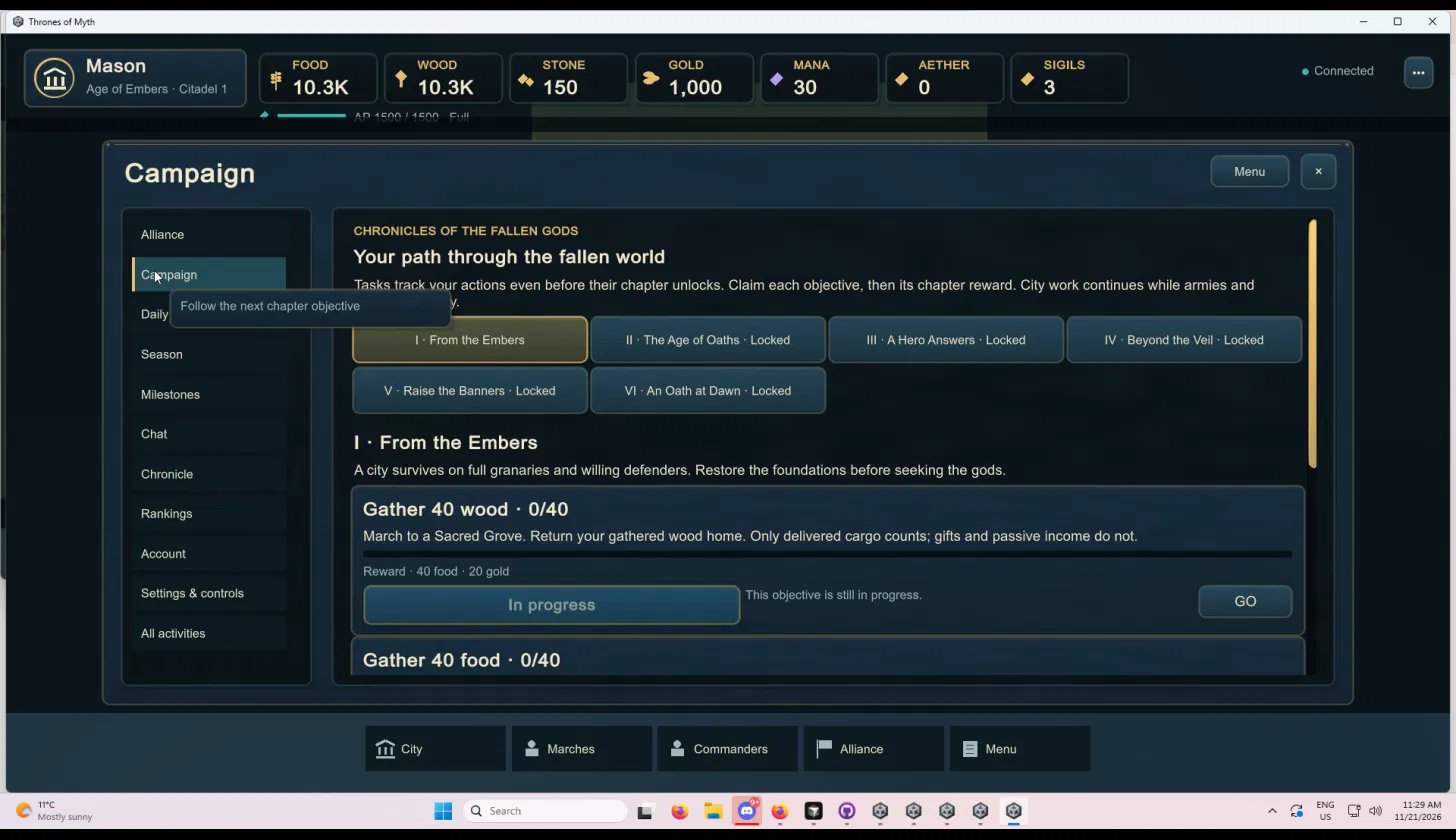 Thrones of Myth
Mason
Age of Embers · Citadel 1
FOOD
10.3K
WOOD
10.3K
STONE
150
GOLD
1,000
MANA
30
AETHER
0
SIGILS
3
Connected
AP 1500 / 1500 Full
Campaign
Menu
Alliance
Campaign
Daily
Season
Milestones
Chat
Chronicle
Rankings
Account
Settings & controls
All activities
Follow the next chapter objective
CHRONICLES OF THE FALLEN GODS
Your path through the fallen world
Tasks track your actions even before their chapter unlocks. Claim each objective, then its chapter reward. City work continues while armies and
y.
I · From the Embers
II · The Age of Oaths · Locked
III · A Hero Answers · Locked
IV · Beyond the Veil · Locked
V · Raise the Banners · Locked
VI · An Oath at Dawn · Locked
I · From the Embers
A city survives on full granaries and willing defenders. Restore the foundations before seeking the gods.
Gather 40 wood · 0/40
March to a Sacred Grove. Return your gathered wood home. Only delivered cargo counts; gifts and passive income do not.
Reward · 40 food · 20 gold
In progress
This objective is still in progress.
GO
Gather 40 food · 0/40
City
Marches
Commanders
Alliance
Menu
11°C
Mostly sunny
Search
9+
ENG
US
11:29 AM
11/21/2026